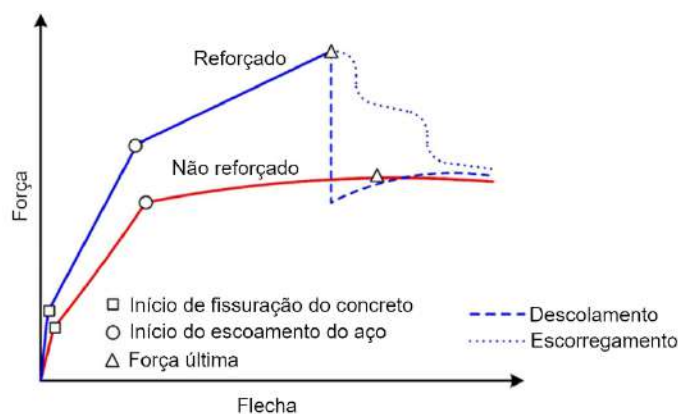 Reforçado
Não reforçado
Força
Início de fissuração do concreto
Início do escoamento do aço
Força última
Descolamento
Escorregamento
Flecha